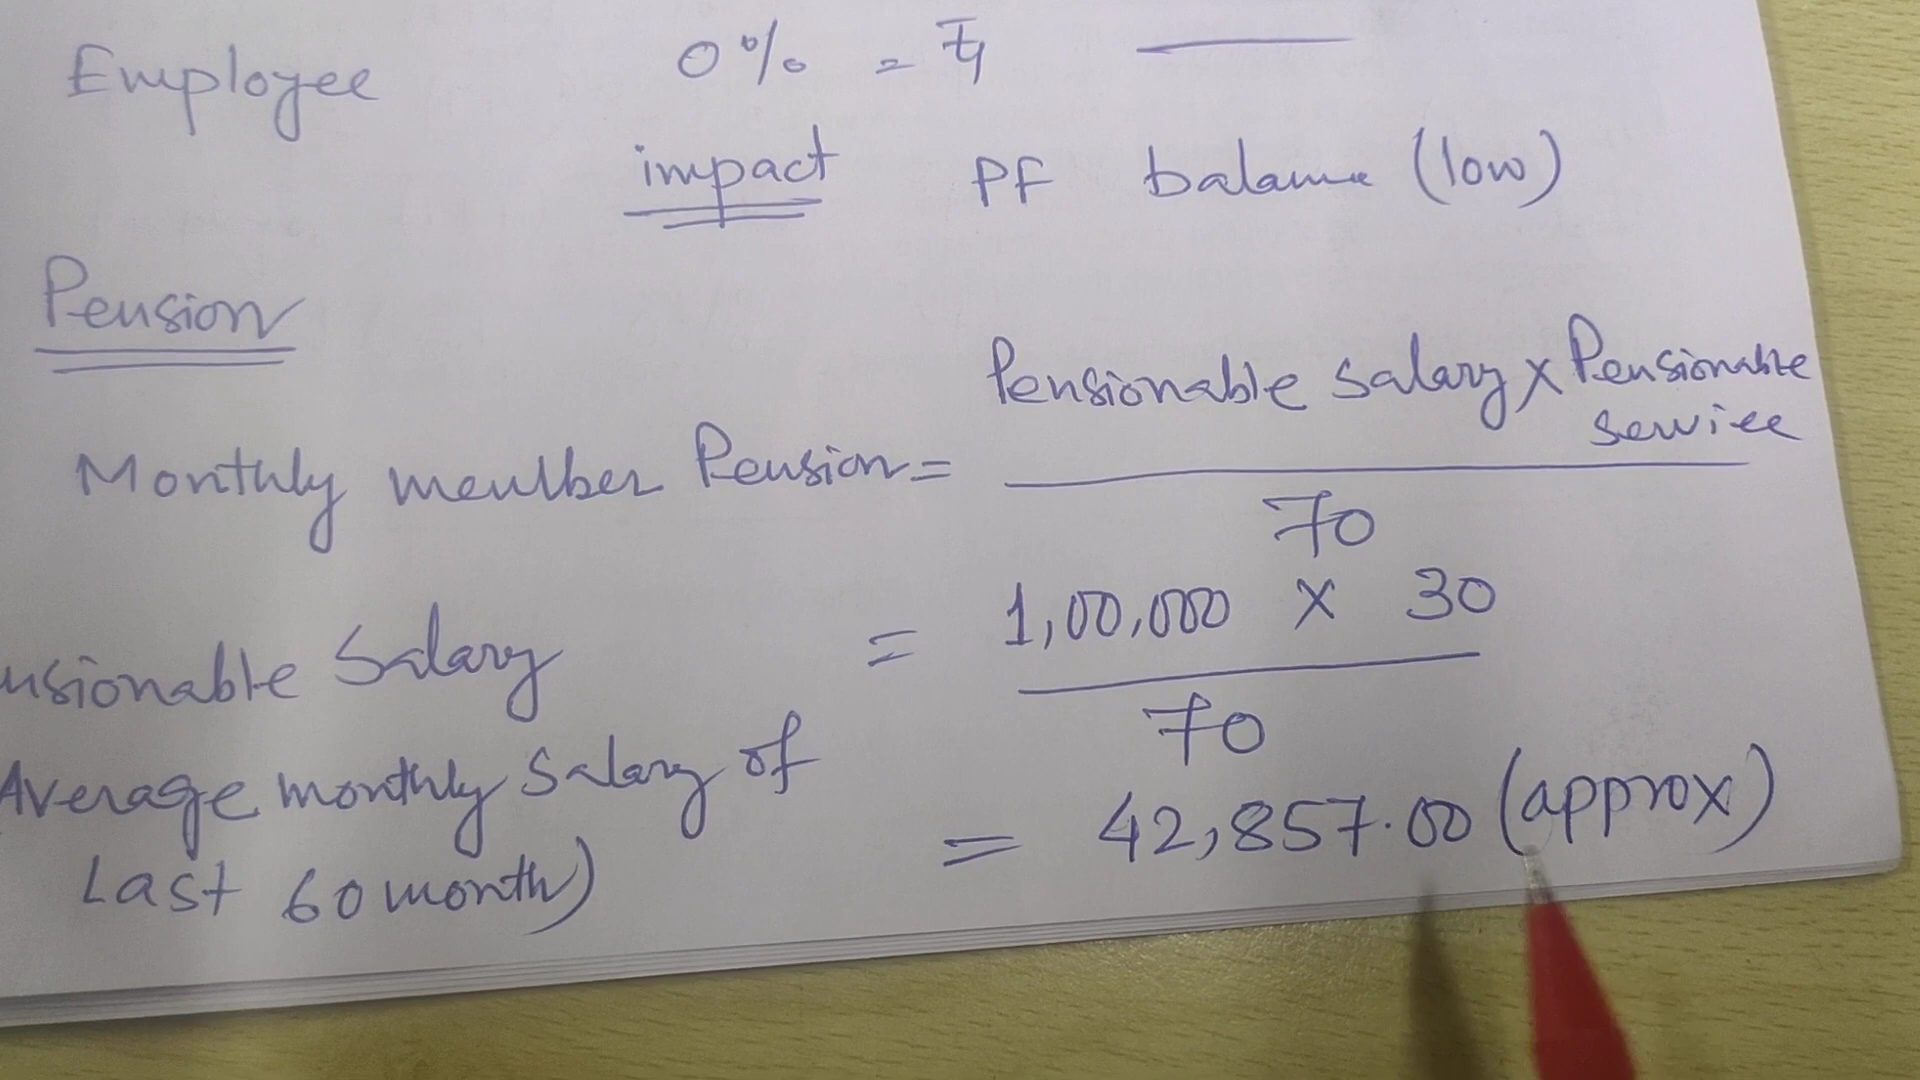 Employee 0% = ₹ ———
impact PF balance (low)
Pension
Monthly member Pension = Pensionable Salary x Pensionable service
70
nsionable Salary = 1,00,000 x 30
70
Average monthly Salary of
Last 60 month) = 42,857.00 (approx)